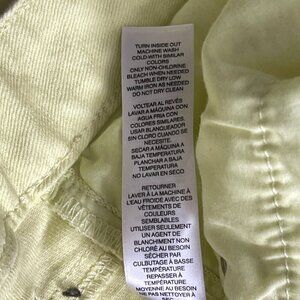 TURN INSIDE OUT
MACHINE WASH
COLD WITH SIMILAR
COLORS
ONLY NON-CHLORINE
BLEACH WHEN NEEDED
TUMBLE DRY LOW
WARM IRON AS NEEDED
DO NOT DRY CLEAN
VOLTEAR AL REVÉS
LAVAR A MÁQUINA CON
AGUA FRIA CON
COLORES SIMILARES.
USAR BLANQUEADOR
SIN CLORO CUANDO SE
NECESITE.
SECAR A MÁQUINA A
BAJA TEMPERATURA
PLANCHAR A BAJA
TEMPERATURA
NO LAVAR EN SECO.
RETOURNER
LAVER À LA MACHINE À
L'EAU FROIDE AVEC DES
VÊTEMENTS DE
COULEURS
SEMBLABLES
UTILISER SEULEMENT
UN AGENT DE
BLANCHIMENT NON
CHLORÉ AU BESOIN
SÉCHER PAR
CULBUTAGE À BASSE
TEMPÉRATURE
REPASSER À
TEMPÉRATURE
MOYENNE AU BESOIN
NE PAS NETTOYER À